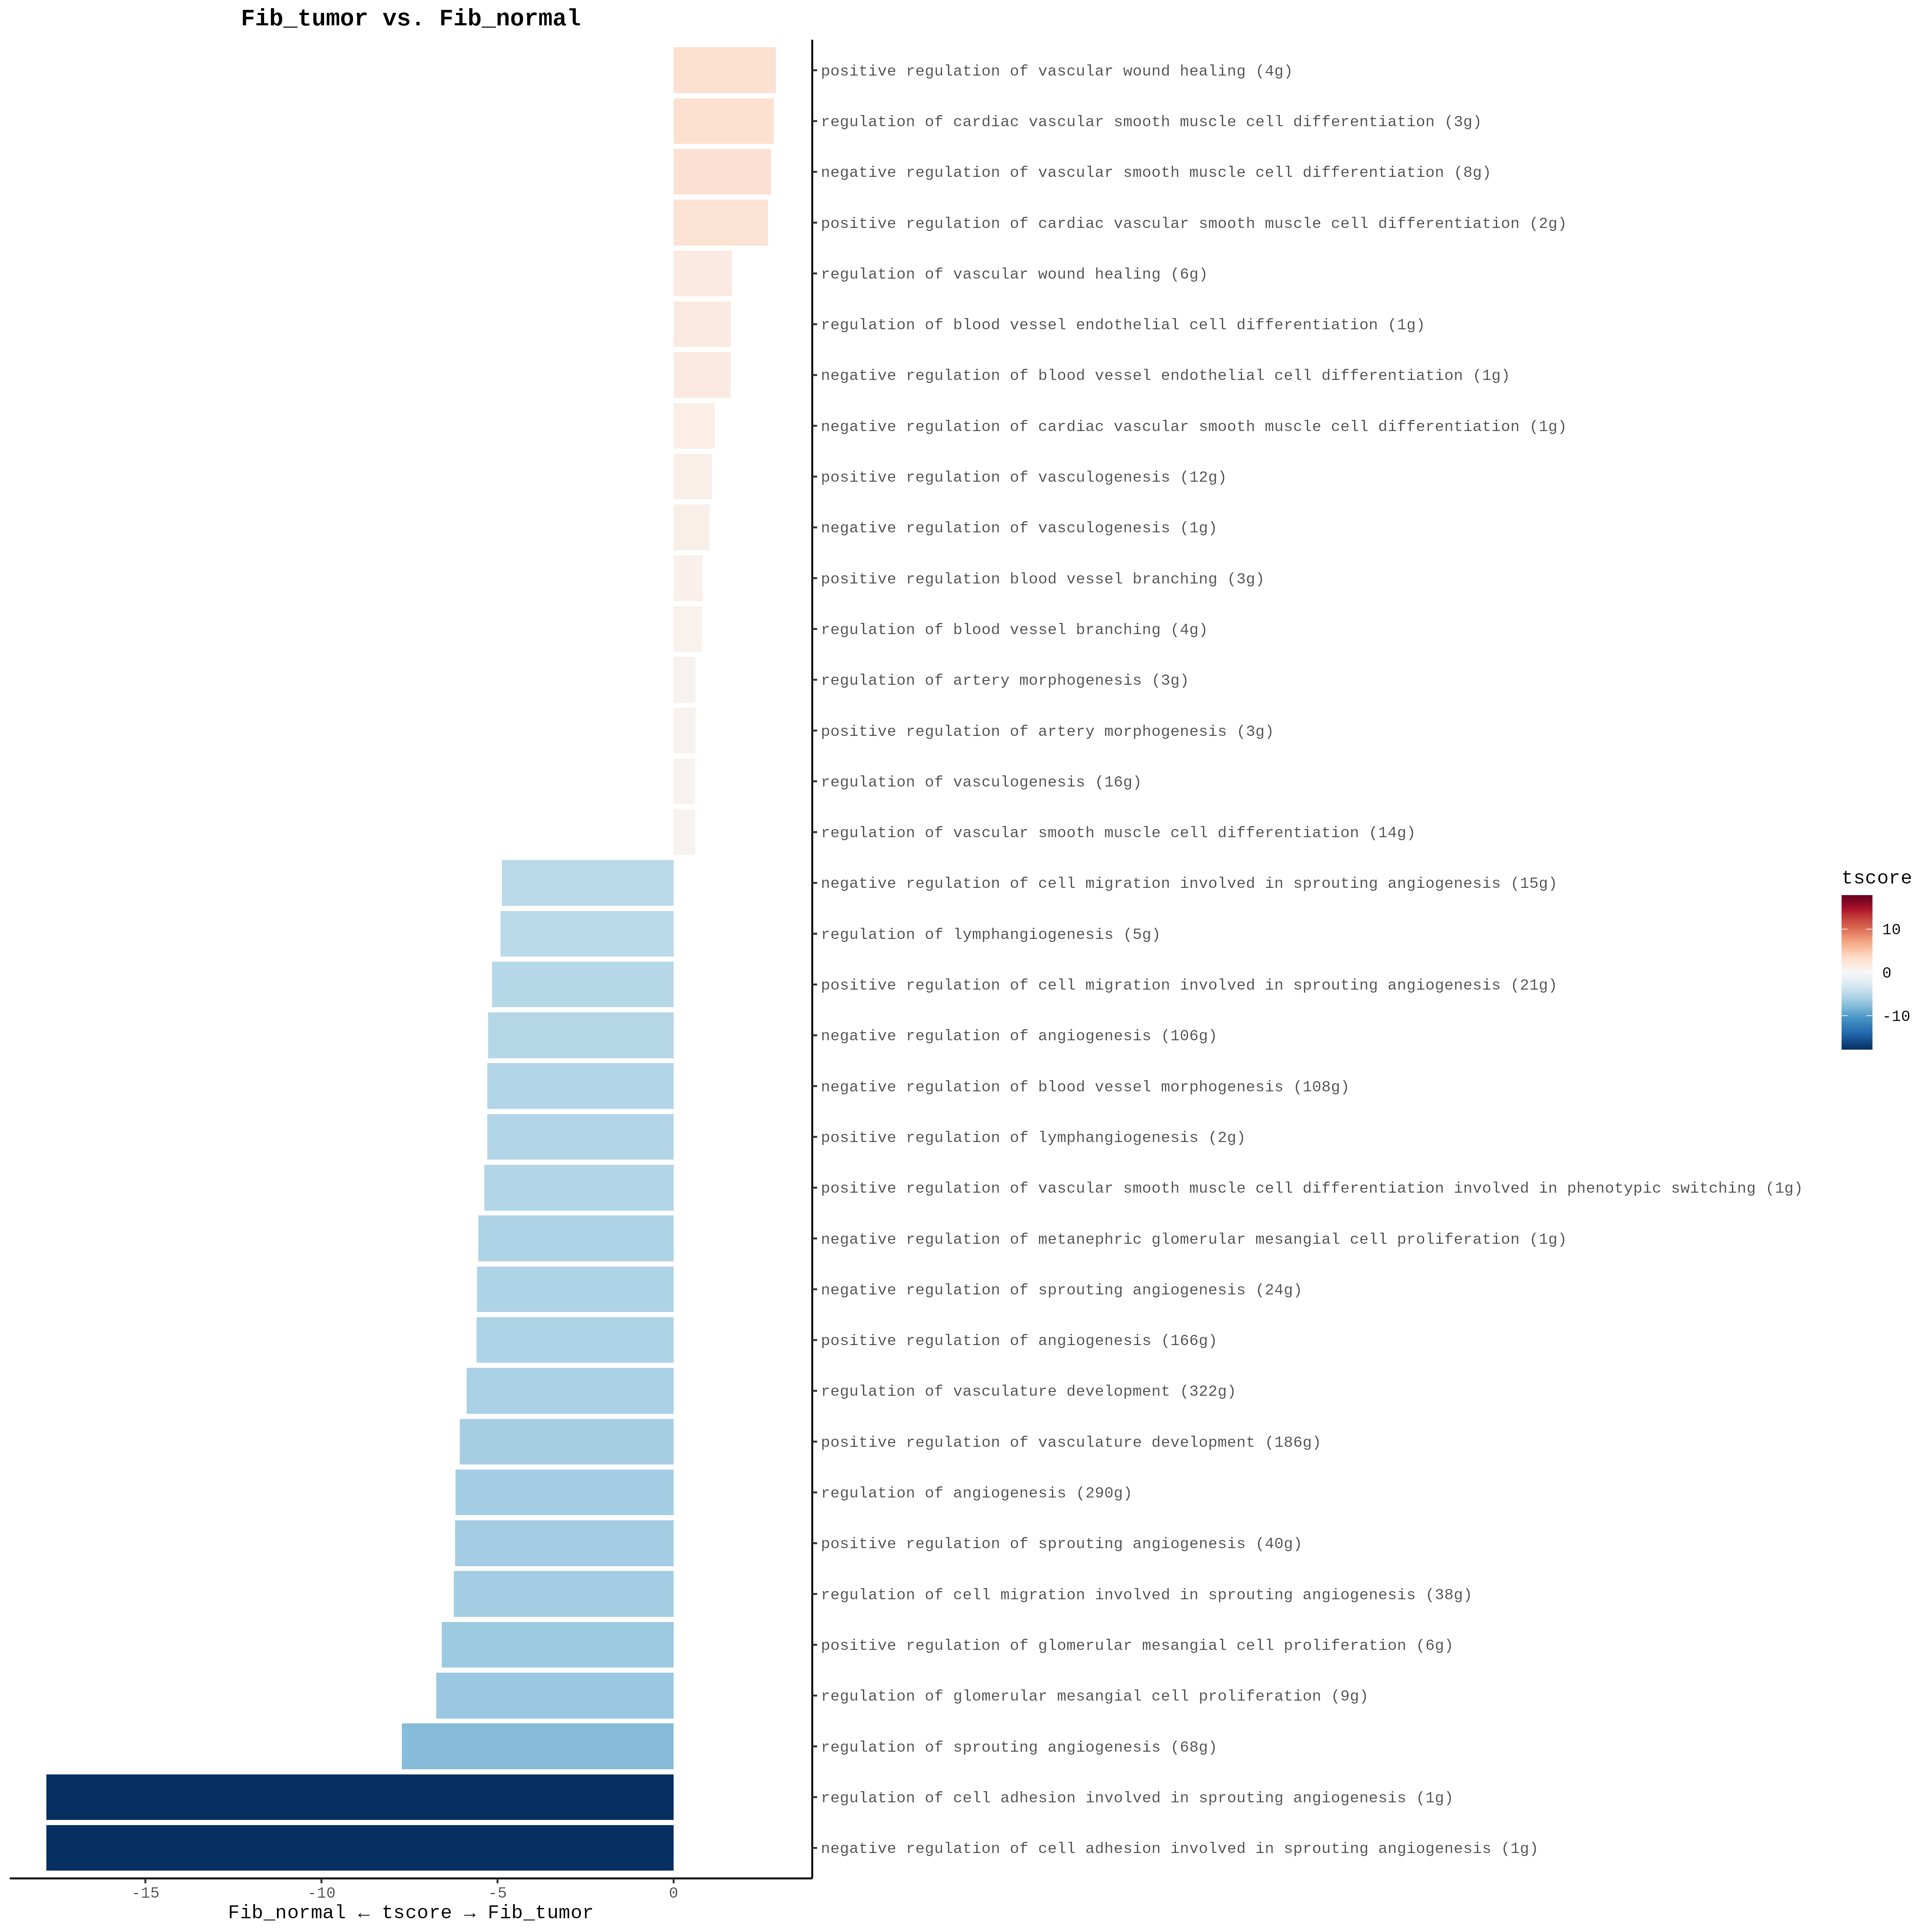 Fib_tumor vs. Fib_normal
positive regulation of vascular wound healing (4g)
regulation of cardiac vascular smooth muscle cell differentiation (3g)
negative regulation of vascular smooth muscle cell differentiation (8g)
positive regulation of cardiac vascular smooth muscle cell differentiation (2g)
regulation of vascular wound healing (6g)
regulation of blood vessel endothelial cell differentiation (1g)
negative regulation of blood vessel endothelial cell differentiation (1g)
negative regulation of cardiac vascular smooth muscle cell differentiation (1g)
positive regulation of vasculogenesis (12g)
negative regulation of vasculogenesis (1g)
positive regulation blood vessel branching (3g)
regulation of blood vessel branching (4g)
regulation of artery morphogenesis (3g)
positive regulation of artery morphogenesis (3g)
regulation of vasculogenesis (16g)
regulation of vascular smooth muscle cell differentiation (14g)
negative regulation of cell migration involved in sprouting angiogenesis (15g)
regulation of lymphangiogenesis (5g)
positive regulation of cell migration involved in sprouting angiogenesis (21g)
negative regulation of angiogenesis (106g)
negative regulation of blood vessel morphogenesis (108g)
positive regulation of lymphangiogenesis (2g)
positive regulation of vascular smooth muscle cell differentiation involved in phenotypic switching (1g)
negative regulation of metanephric glomerular mesangial cell proliferation (1g)
negative regulation of sprouting angiogenesis (24g)
positive regulation of angiogenesis (166g)
regulation of vasculature development (322g)
positive regulation of vasculature development (186g)
regulation of angiogenesis (290g)
positive regulation of sprouting angiogenesis (40g)
regulation of cell migration involved in sprouting angiogenesis (38g)
positive regulation of glomerular mesangial cell proliferation (6g)
regulation of glomerular mesangial cell proliferation (9g)
regulation of sprouting angiogenesis (68g)
regulation of cell adhesion involved in sprouting angiogenesis (1g)
negative regulation of cell adhesion involved in sprouting angiogenesis (1g)
-15 -10 -5 0
Fib_normal ← tscore → Fib_tumor
tscore
10
0
-10